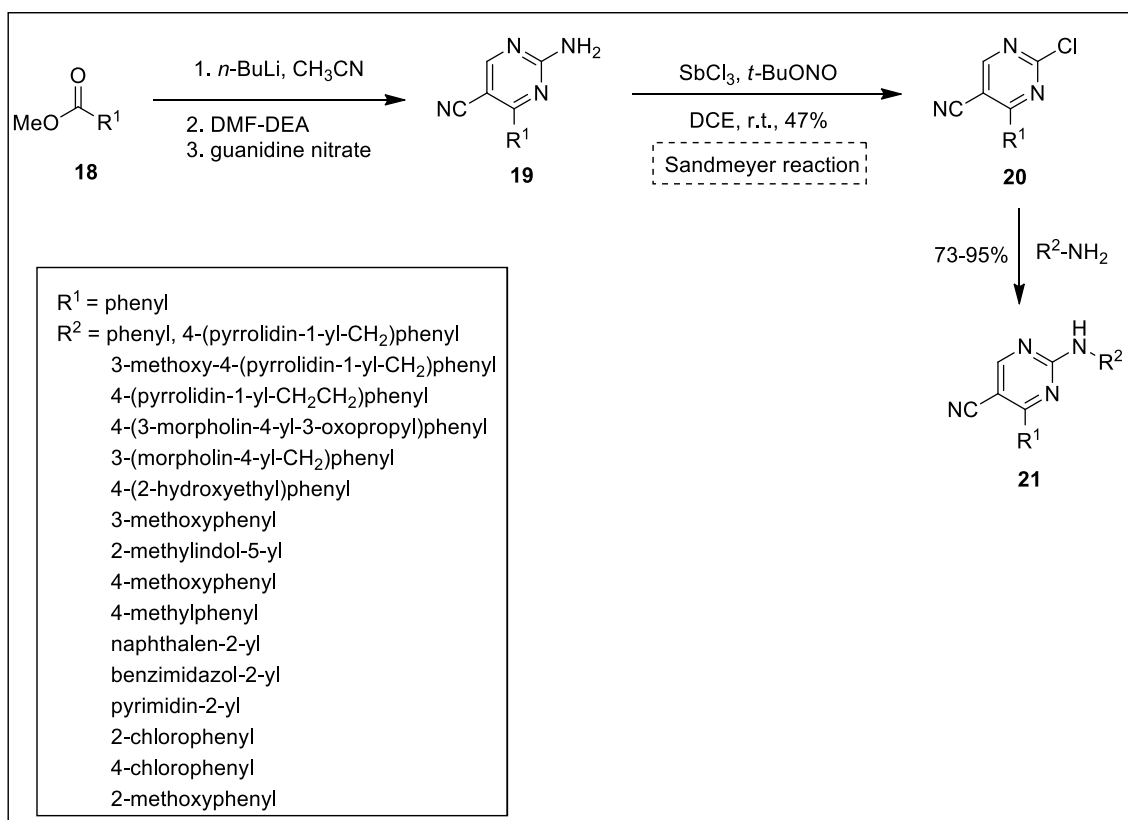 O
MeO
R¹
18
1. n-BuLi, CH₃CN
2. DMF-DEA
3. guanidine nitrate
N
NH₂
N
NC
R¹
19
SbCl₃, t-BuONO
DCE, r.t., 47%
Sandmeyer reaction
N
Cl
N
NC
R¹
20
73-95%
R²-NH₂
H
N
N
R²
N
NC
R¹
21
R¹ = phenyl
R² = phenyl, 4-(pyrrolidin-1-yl-CH₂)phenyl
3-methoxy-4-(pyrrolidin-1-yl-CH₂)phenyl
4-(pyrrolidin-1-yl-CH₂CH₂)phenyl
4-(3-morpholin-4-yl-3-oxopropyl)phenyl
3-(morpholin-4-yl-CH₂)phenyl
4-(2-hydroxyethyl)phenyl
3-methoxyphenyl
2-methylindol-5-yl
4-methoxyphenyl
4-methylphenyl
naphthalen-2-yl
benzimidazol-2-yl
pyrimidin-2-yl
2-chlorophenyl
4-chlorophenyl
2-methoxyphenyl